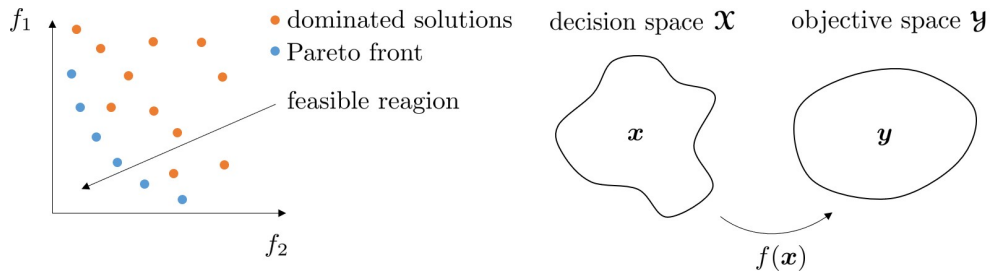 f₁
dominated solutions
Pareto front
feasible reagion
f₂
decision space 𝒳
objective space 𝒴
x
y
f(x)